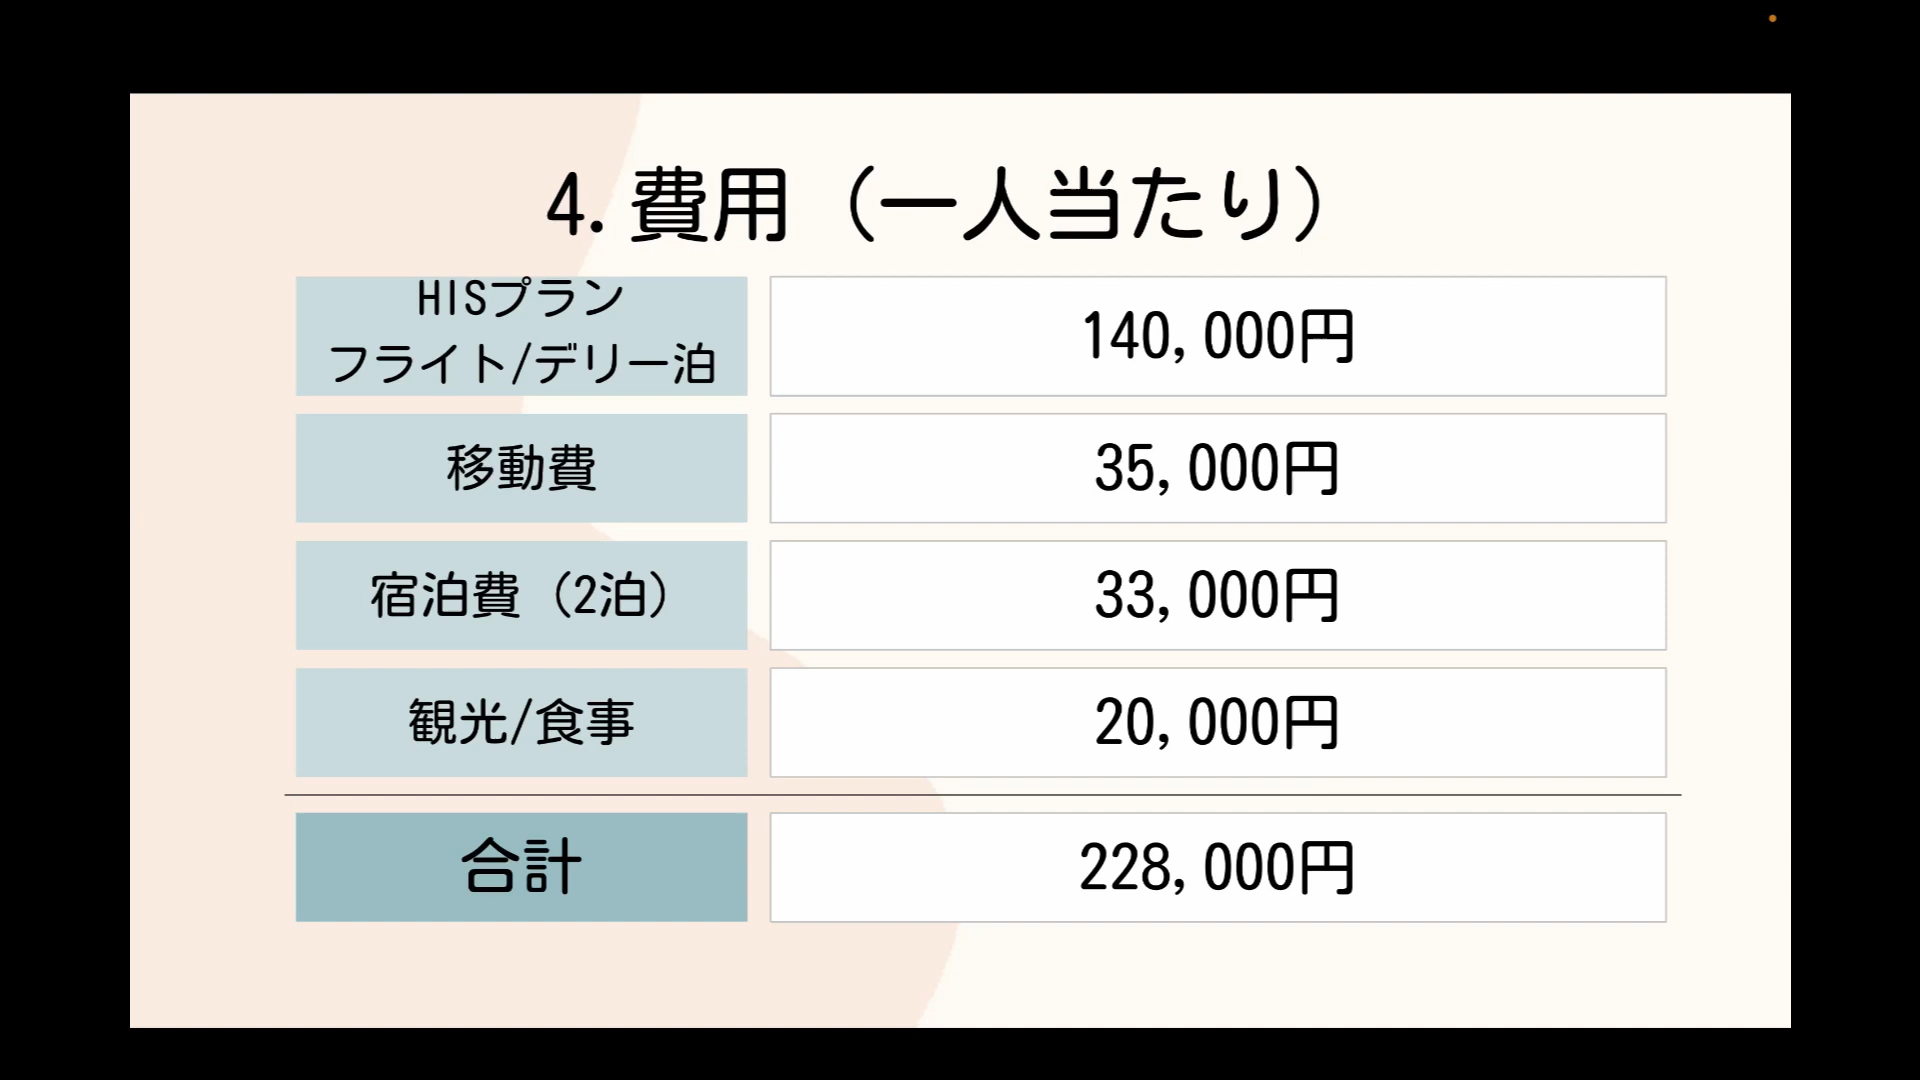 4. 費用（一人当たり）
HISプラン
フライト/デリー泊
140,000円
移動費
35,000円
宿泊費（2泊）
33,000円
観光/食事
20,000円
合計
228,000円